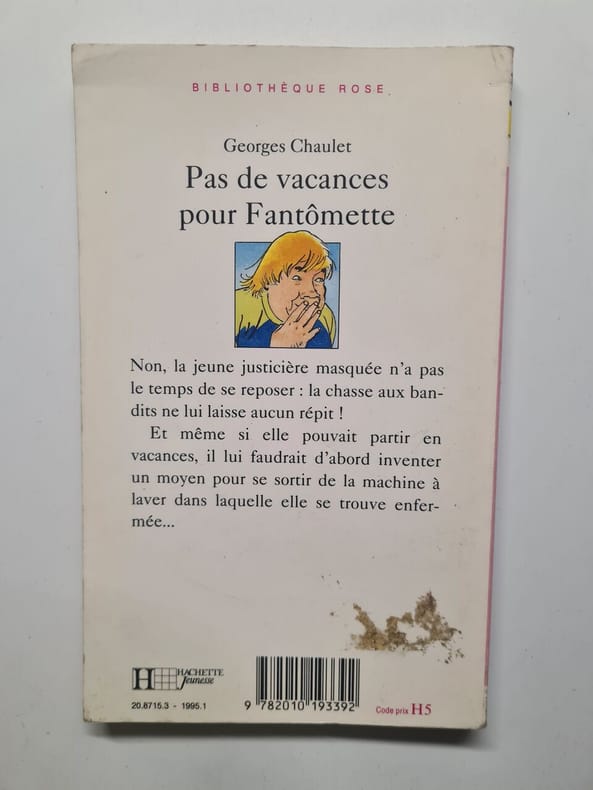 BIBLIOTHÈQUE ROSE
Georges Chaulet
Pas de vacances
pour Fantômette
Non, la jeune justicière masquée n'a pas
le temps de se reposer : la chasse aux ban-
dits ne lui laisse aucun répit !
Et même si elle pouvait partir en
vacances, il lui faudrait d'abord inventer
un moyen pour se sortir de la machine à
laver dans laquelle elle se trouve enfer-
mée...
H HACHETTE
Jeunesse
20.8715.3 - 1995.1
9 782010 193392
Code prix H5